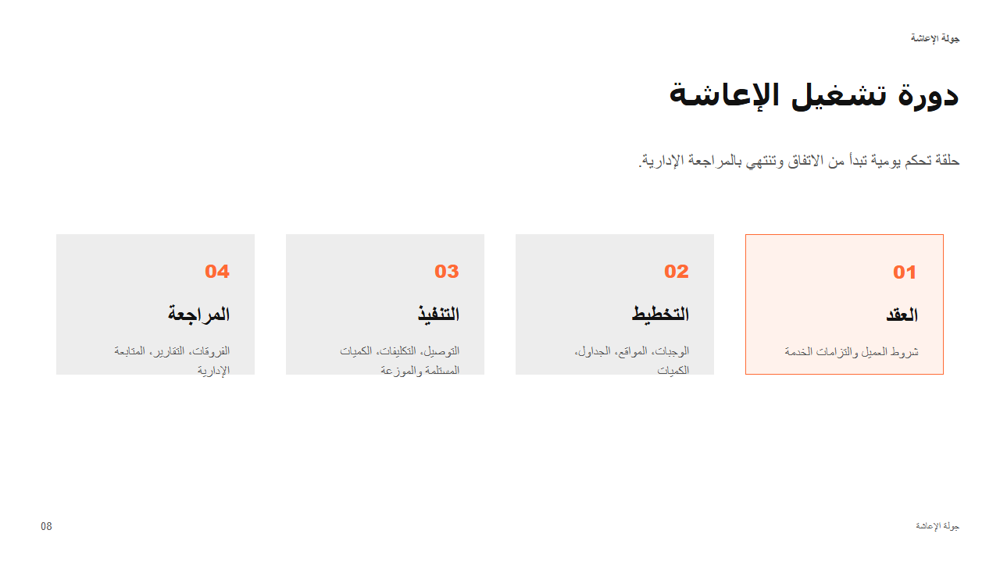 جولة الإعاشة
دورة تشغيل الإعاشة
حلقة تحكم يومية تبدأ من الاتفاق وتنتهي بالمراجعة الإدارية.
01
العقد
شروط العميل والتزامات الخدمة
02
التخطيط
الوجبات، المواقع، الجداول،
الكميات
03
التنفيذ
التوصيل، التكليفات، الكميات
المستلمة والموزعة
04
المراجعة
الفروقات، التقارير، المتابعة
الإدارية
جولة الإعاشة
08